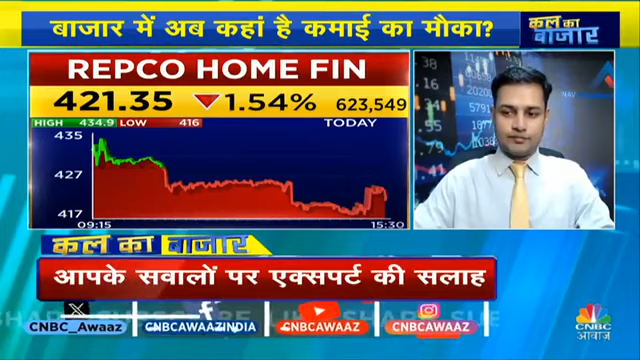 बाजार में अब कहां है कमाई का मौका?
कल का
बाजार
REPCO HOME FIN
421.35 1.54% 623,549
HIGH 434.9 LOW 416 TODAY
435
427
417
09:15 15:30
NAV
कल का बाजार
आपके सवालों पर एक्सपर्ट की सलाह
CNBC_Awaaz CNBCAWAAZINDIA CNBCAWAAZ CNBCAWAAZ
CNBC
आवाज़